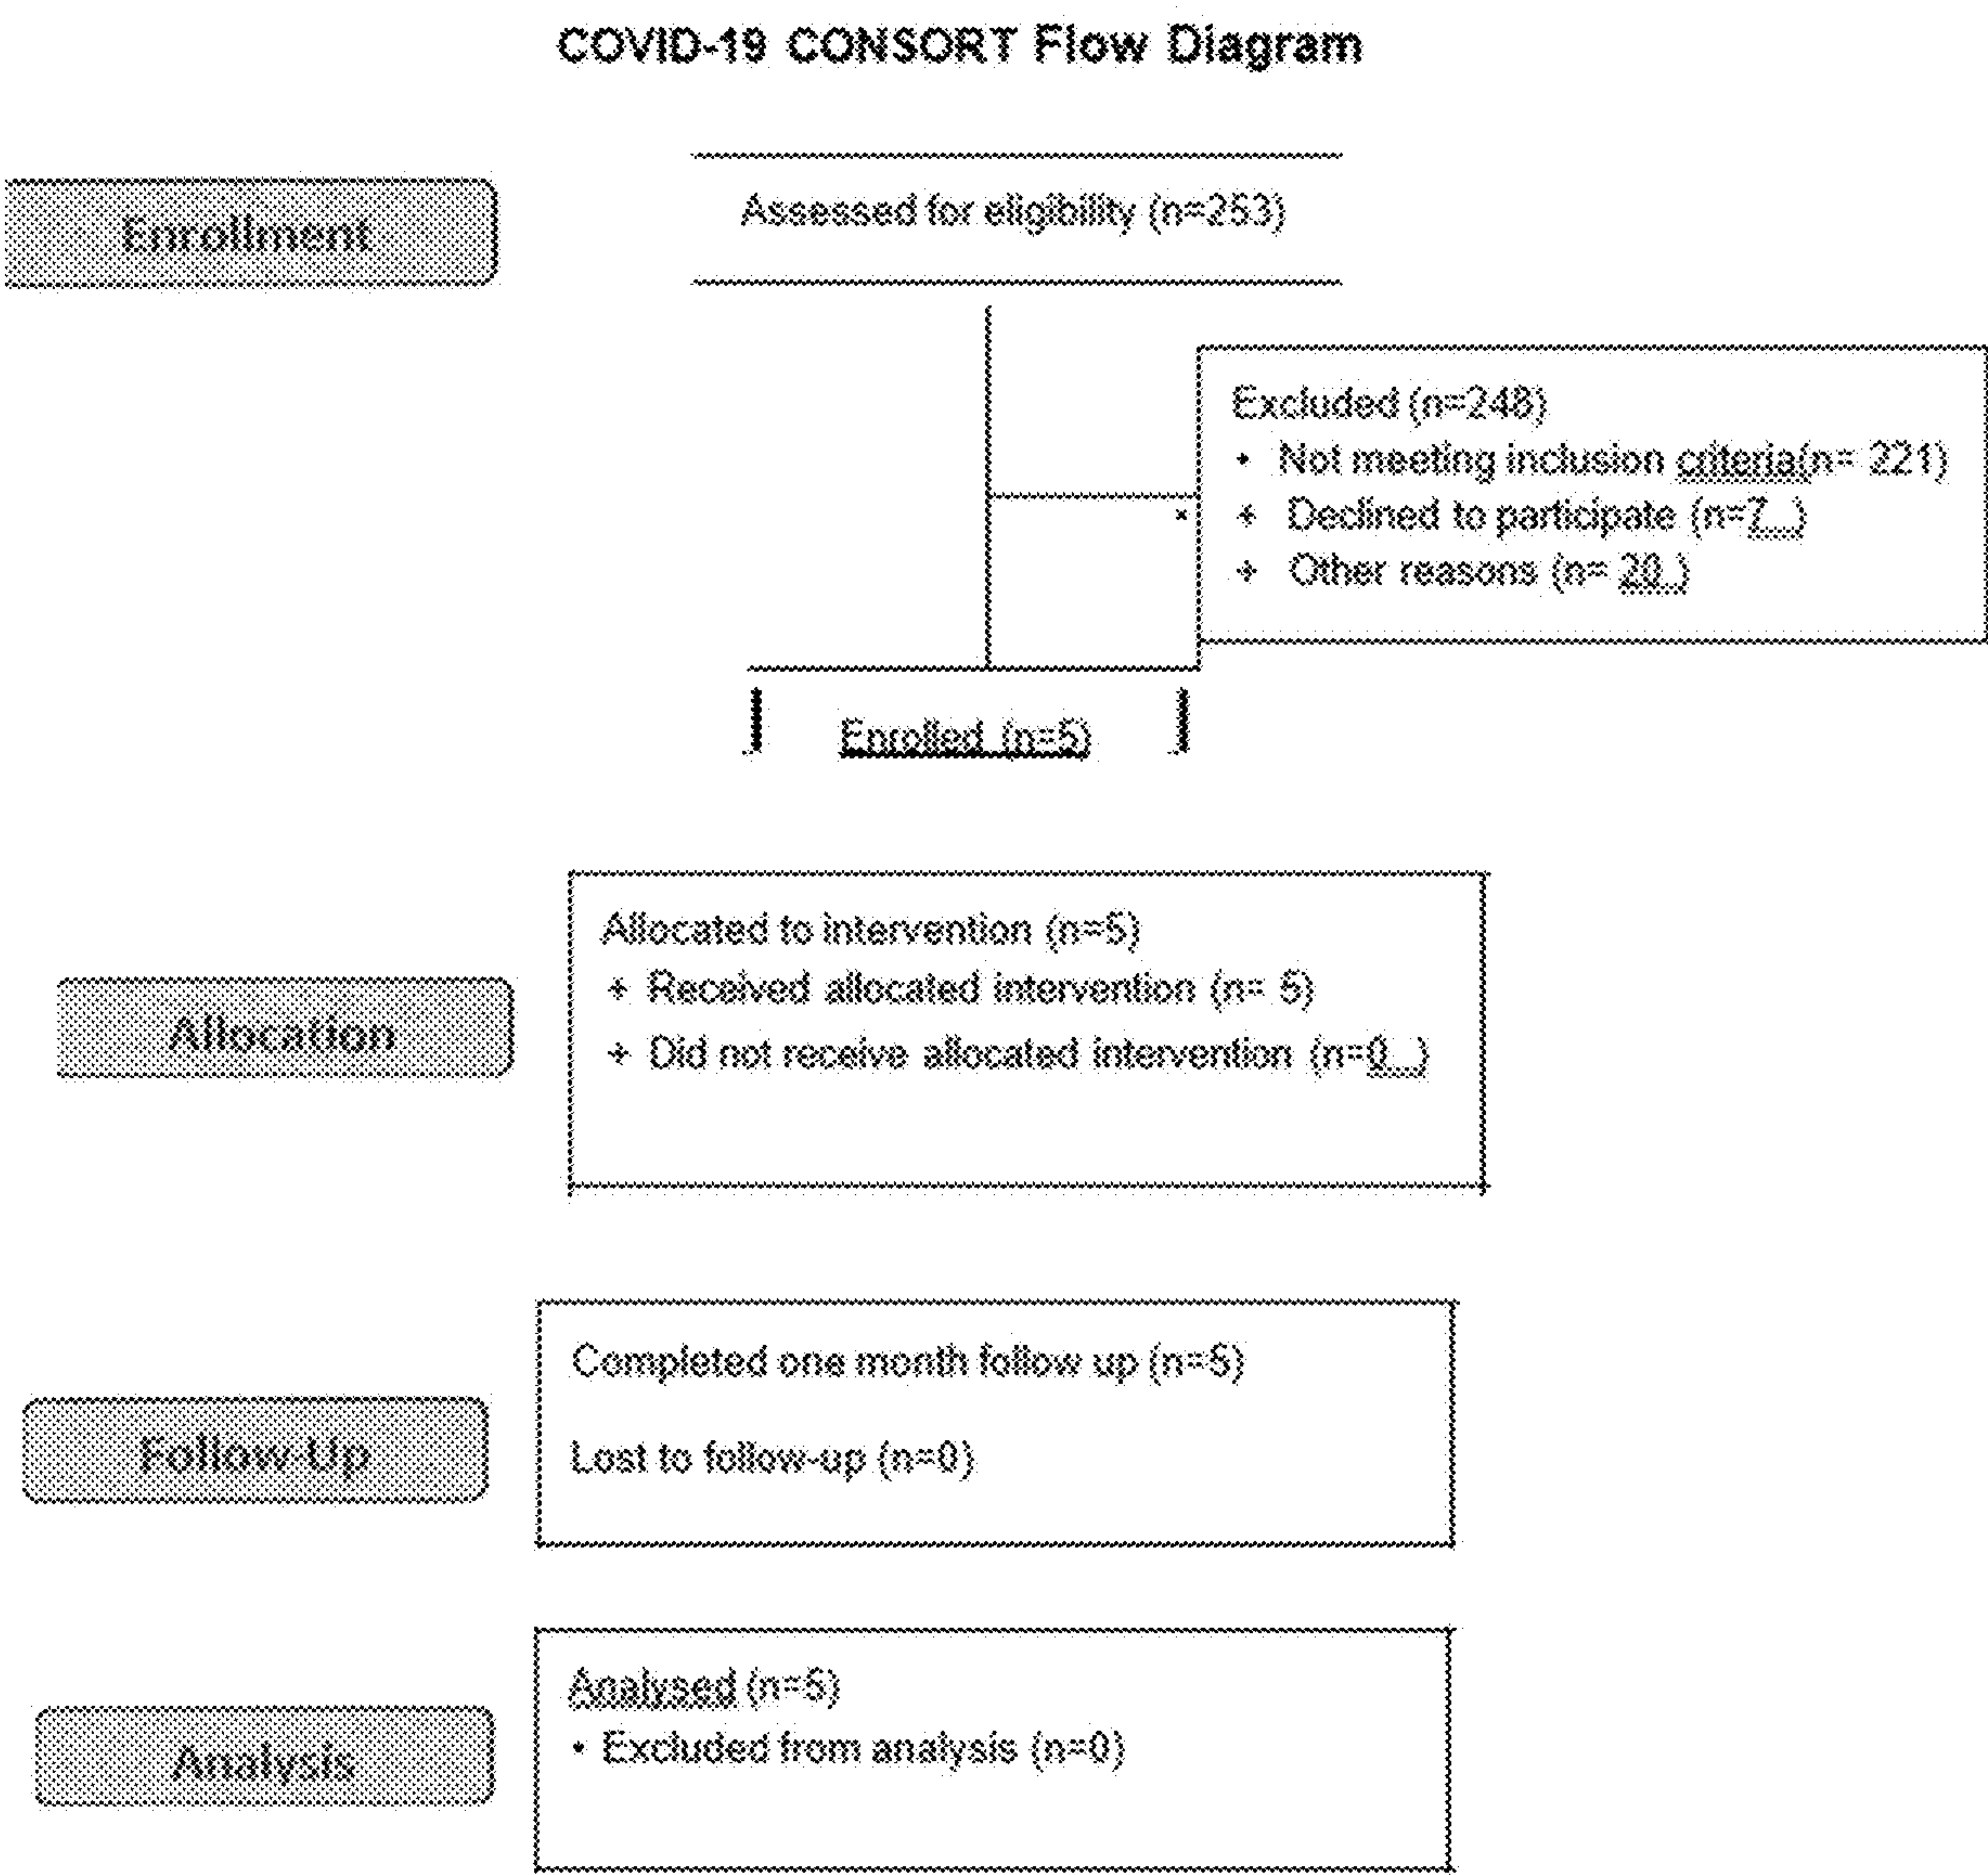 COVID-19 CONSORT Flow Diagram
Enrollment
Assessed for eligibility (n=253)
Excluded (n=248)
• Not meeting inclusion criteria(n= 221)
+ Declined to participate (n=7 )
+ Other reasons (n= 20 )
Enrolled (n=5)
Allocation
Allocated to intervention (n=5)
+ Received allocated intervention (n= 5)
+ Did not receive allocated intervention (n=0 )
Follow-Up
Completed one month follow up (n=5)
Lost to follow-up (n=0)
Analysis
Analysed (n=5)
• Excluded from analysis (n=0)